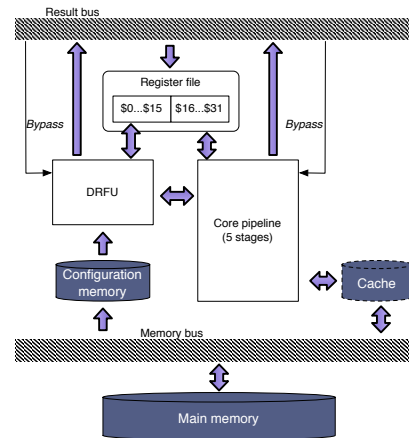 Result bus
Register file
$0...$15 $16...$31
Bypass
Bypass
DRFU
Core pipeline
(5 stages)
Configuration
memory
Cache
Memory bus
Main memory